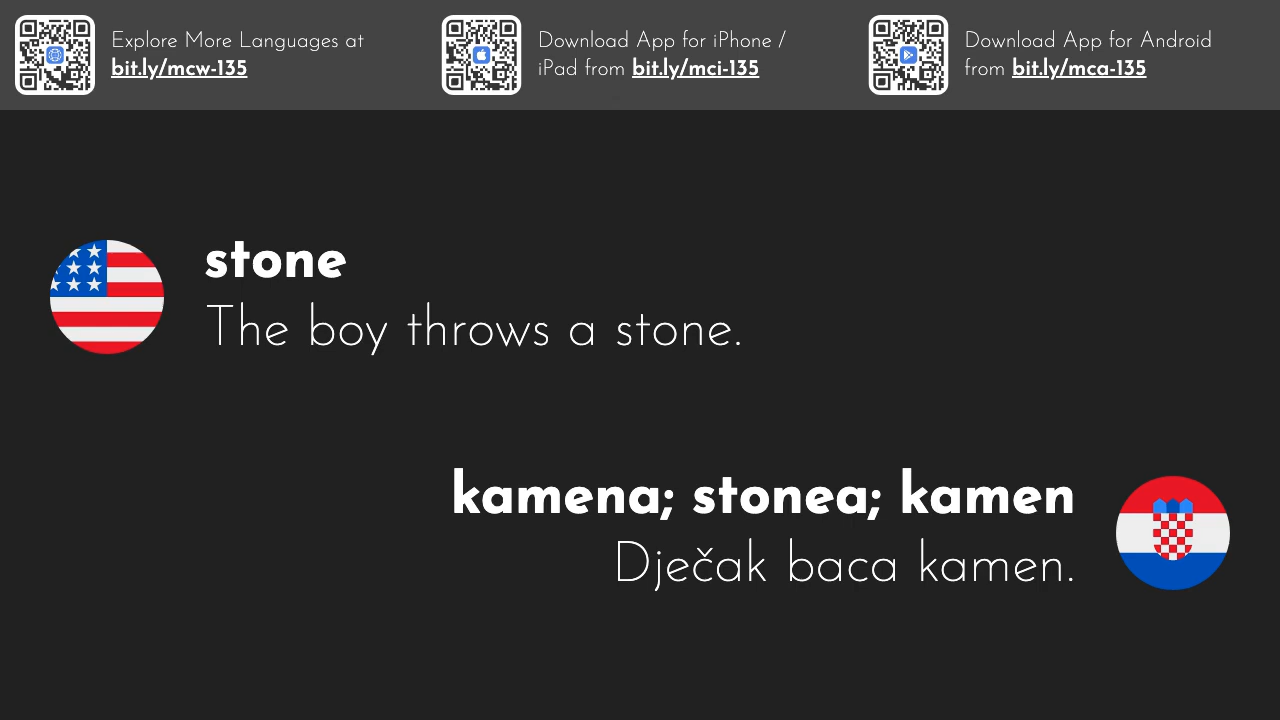 Explore More Languages at
bit.ly/mcw-135
Download App for iPhone /
iPad from bit.ly/mci-135
Download App for Android
from bit.ly/mca-135
stone
The boy throws a stone.
kamena; stonea; kamen
Dječak baca kamen.